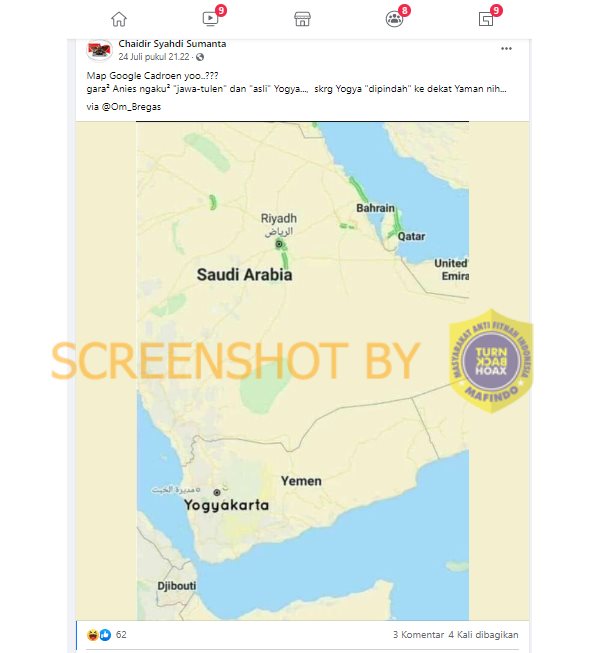 9
9
8
9
Chaidir Syahdi Sumanta
24 Juli pukul 21.22 ·
Map Google Cadroen yoo..???
gara² Anies ngaku² "jawa-tulen" dan "asli" Yogya..., skrg Yogya "dipindah" ke dekat Yaman nih...
via @Om_Bregas
Bahrain
Riyadh
الرياض
Qatar
Saudi Arabia
United
Emira
SCREENSHOT BY
MASYARAKAT ANTI FITNAH INDONESIA
TURN
BACK
HOAX
MAFINDO
Yemen
مديرة الخبت
Yogyakarta
Djibouti
62
3 Komentar 4 Kali dibagikan